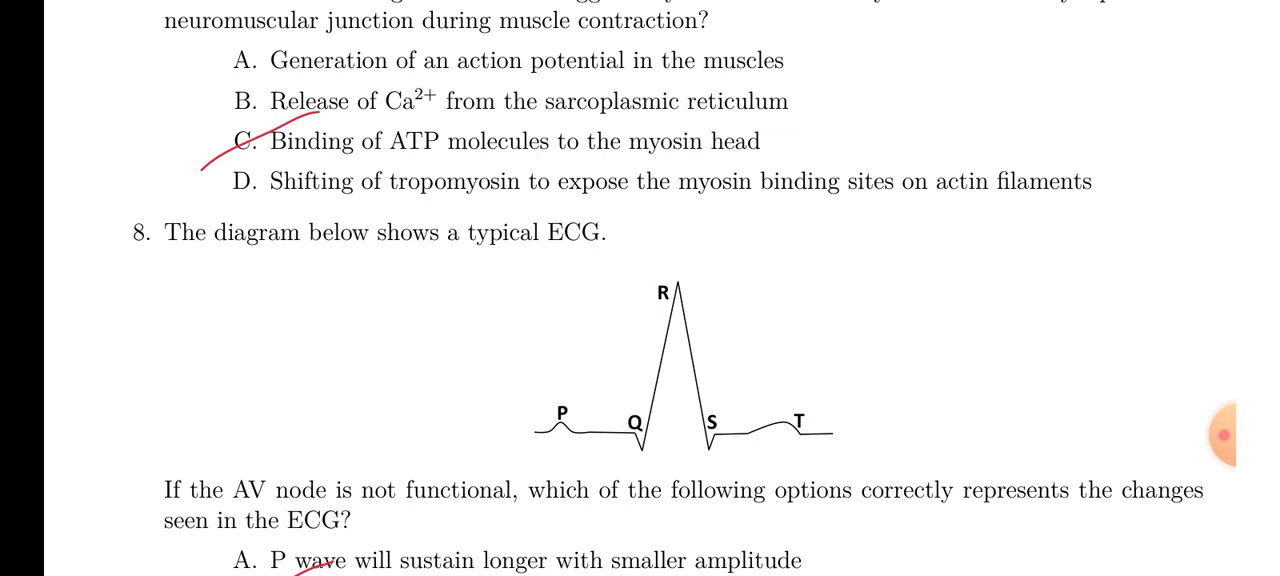 neuromuscular junction during muscle contraction?
A. Generation of an action potential in the muscles
B. Release of Ca²⁺ from the sarcoplasmic reticulum
C. Binding of ATP molecules to the myosin head
D. Shifting of tropomyosin to expose the myosin binding sites on actin filaments
8. The diagram below shows a typical ECG.
R
P
Q
S
T
If the AV node is not functional, which of the following options correctly represents the changes
seen in the ECG?
A. P wave will sustain longer with smaller amplitude